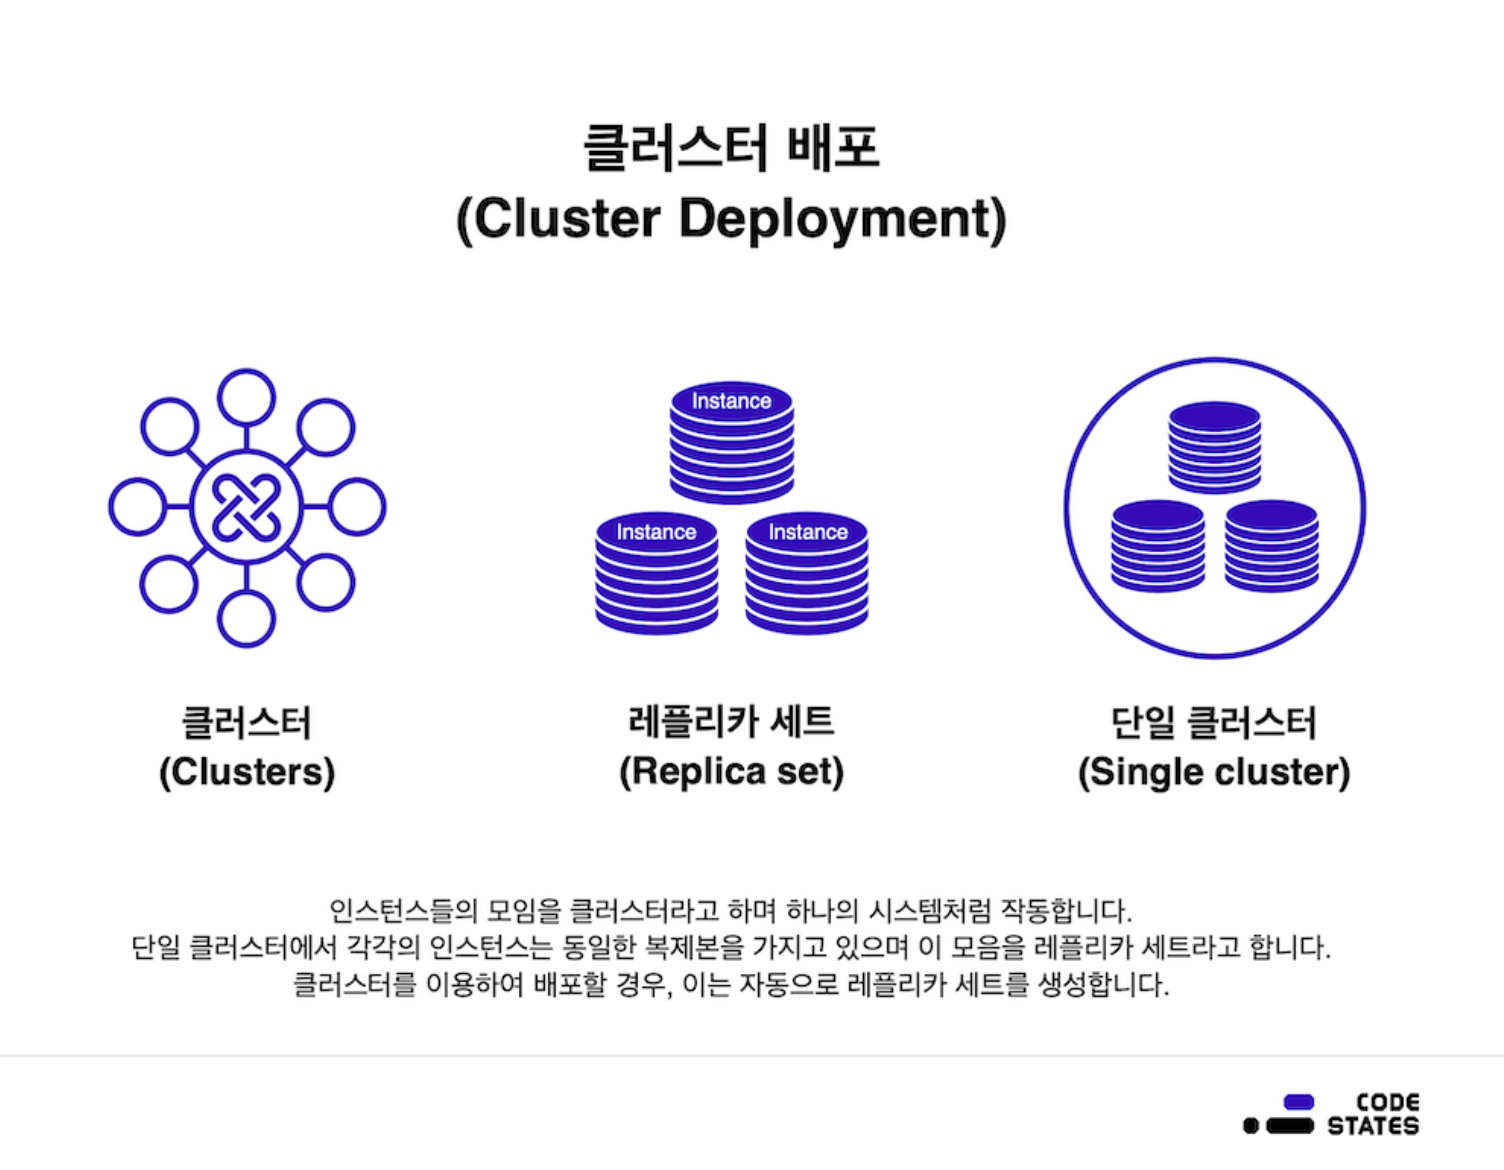 클러스터 배포
(Cluster Deployment)
Instance
Instance
Instance
클러스터
(Clusters)
레플리카 세트
(Replica set)
단일 클러스터
(Single cluster)
인스턴스들의 모임을 클러스터라고 하며 하나의 시스템처럼 작동합니다.
단일 클러스터에서 각각의 인스턴스는 동일한 복제본을 가지고 있으며 이 모음을 레플리카 세트라고 합니다.
클러스터를 이용하여 배포할 경우, 이는 자동으로 레플리카 세트를 생성합니다.
CODE
STATES